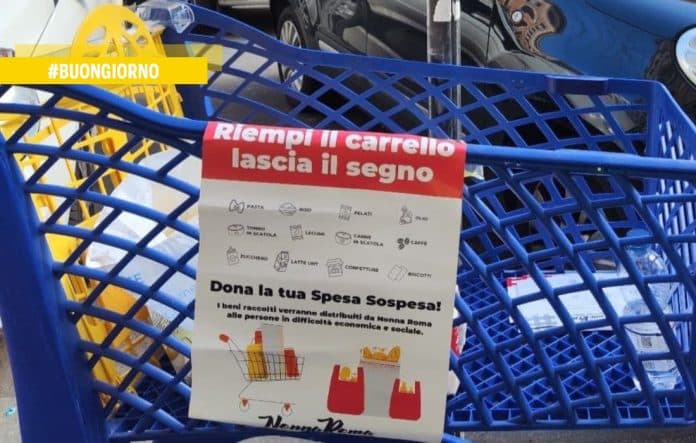 #BUONGIORNO
Riempi il carrello
lascia il segno
PASTA
RISO
PELATI
OLIO
TONNO
IN SCATOLA
LEGUMI
CARNE
IN SCATOLA
CAFFÈ
ZUCCHERO
LATTE UHT
CONFETTURE
BISCOTTI
Dona la tua Spesa Sospesa!
I beni raccolti verranno distribuiti da Nonna Roma
alle persone in difficoltà economica e sociale.
Nonna Roma